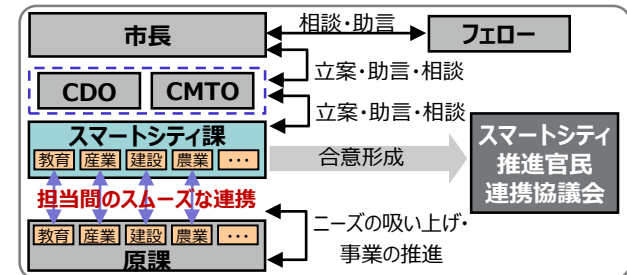 市長
相談・助言
フェロー
立案・助言・相談
CDO
CMTO
立案・助言・相談
スマートシティ課
教育 産業 建設 農業 ・・・
合意形成
スマートシティ
推進官民
連携協議会
担当間のスムーズな連携
教育 産業 建設 農業 ・・・
原課
ニーズの吸い上げ・
事業の推進